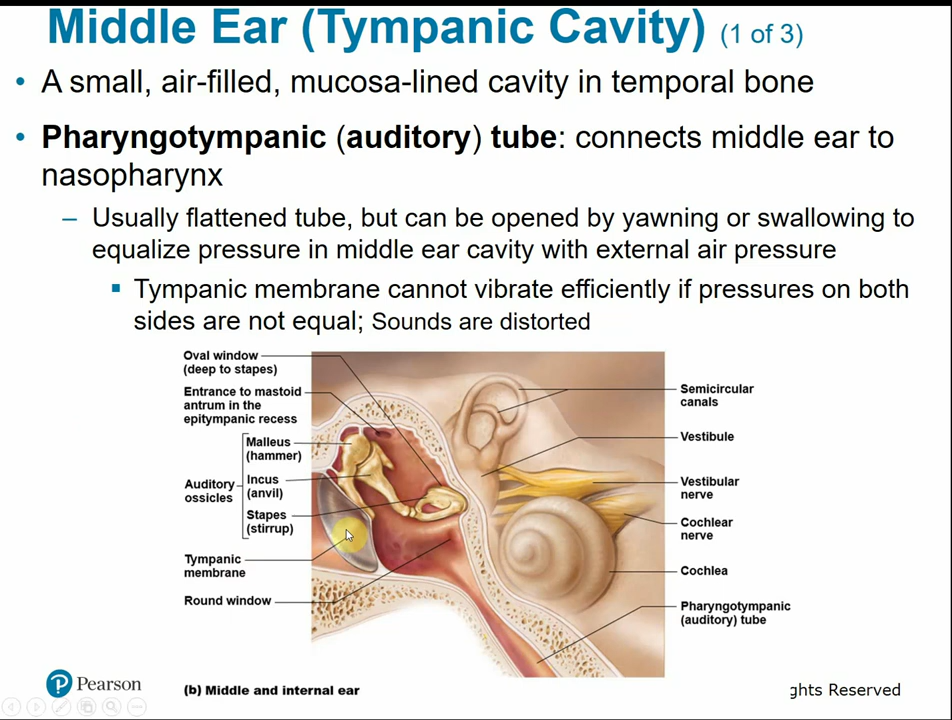 Middle Ear (Tympanic Cavity) (1 of 3)
• A small, air-filled, mucosa-lined cavity in temporal bone
• Pharyngotympanic (auditory) tube: connects middle ear to
nasopharynx
– Usually flattened tube, but can be opened by yawning or swallowing to
equalize pressure in middle ear cavity with external air pressure
▪ Tympanic membrane cannot vibrate efficiently if pressures on both
sides are not equal; Sounds are distorted
Oval window
(deep to stapes)
Entrance to mastoid
antrum in the
epitympanic recess
Auditory
ossicles
Malleus
(hammer)
Incus
(anvil)
Stapes
(stirrup)
Tympanic
membrane
Round window
Semicircular
canals
Vestibule
Vestibular
nerve
Cochlear
nerve
Cochlea
Pharyngotympanic
(auditory) tube
P Pearson
(b) Middle and internal ear
ghts Reserved